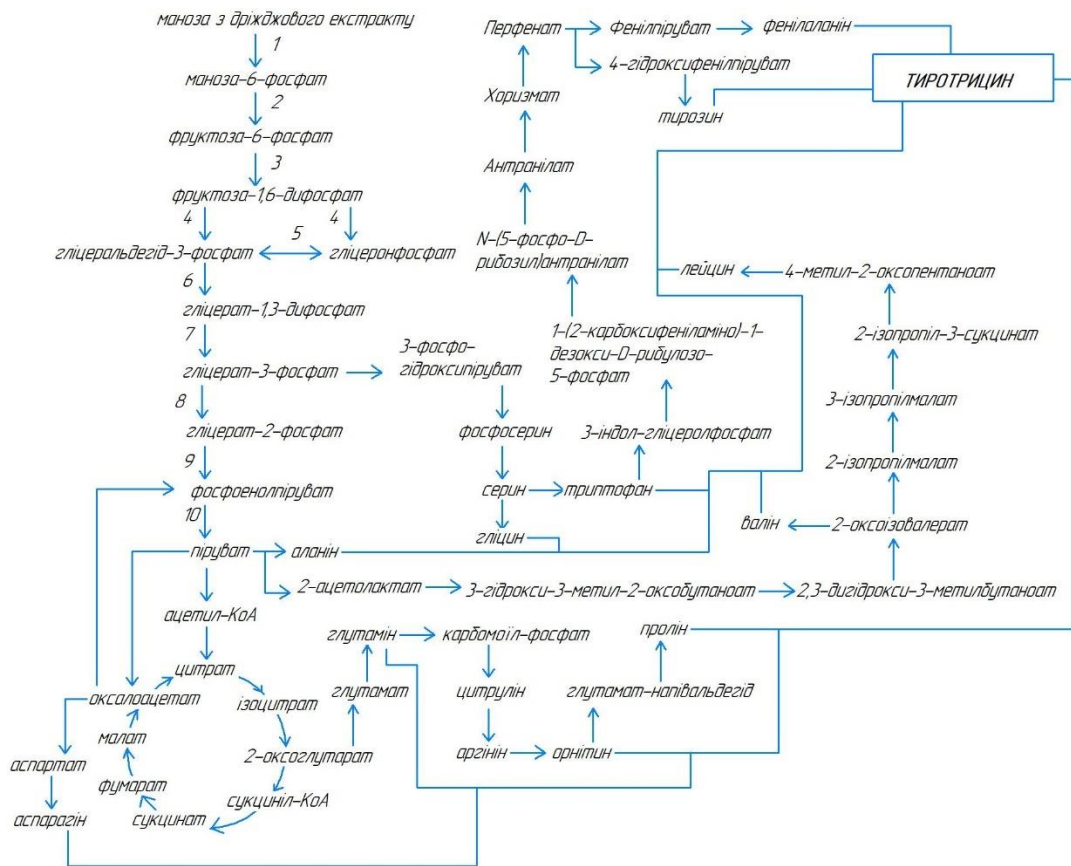 маноза з дріжджового екстракту
1
маноза-6-фосфат
2
фруктоза-6-фосфат
3
фруктоза-1,6-дифосфат
4
4
5
гліцеральдегід-3-фосфат
гліцеронфосфат
6
гліцерат-1,3-дифосфат
7
гліцерат-3-фосфат
8
гліцерат-2-фосфат
9
фосфоенолпіруват
10
піруват
аланін
ацетил-КоА
цитрат
ізоцитрат
2-оксоглутарат
сукциніл-КоА
сукцинат
фумарат
малат
оксалоацетат
аспартат
аспарагін
3-фосфо-
гідроксипіруват
фосфосерин
серин
гліцин
триптофан
3-індол-гліцеролфосфат
1-(2-карбоксифеніламіно)-1-
дезокси-D-рибулозо-
5-фосфат
N-(5-фосфо-D-
рибозил)антранілат
Антранілат
Хоризмат
Перфенат
Фенілпіруват
фенілаланін
4-гідроксифенілпіруват
тирозин
ТИРОТРИЦИН
лейцин
4-метил-2-оксопентаноат
2-ізопропіл-3-сукцинат
3-ізопропілмалат
2-ізопропілмалат
валін
2-оксоізовалерат
2-ацетолактат
3-гідрокси-3-метил-2-оксобутаноат
2,3-дигідрокси-3-метилбутаноат
глутамін
карбомоїл-фосфат
пролін
глутамат
цитрулін
глутамат-напівальдегід
аргінін
орнітин